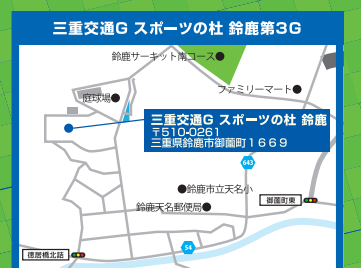 三重交通G スポーツの杜 鈴鹿第3G
鈴鹿サーキット南コース
ファミリーマート
庭球場
三重交通G スポーツの杜 鈴鹿
〒510-0261
三重県鈴鹿市御薗町1669
643
鈴鹿市立天名小
御薗町東
鈴鹿天名郵便局
54
徳居橋北詰